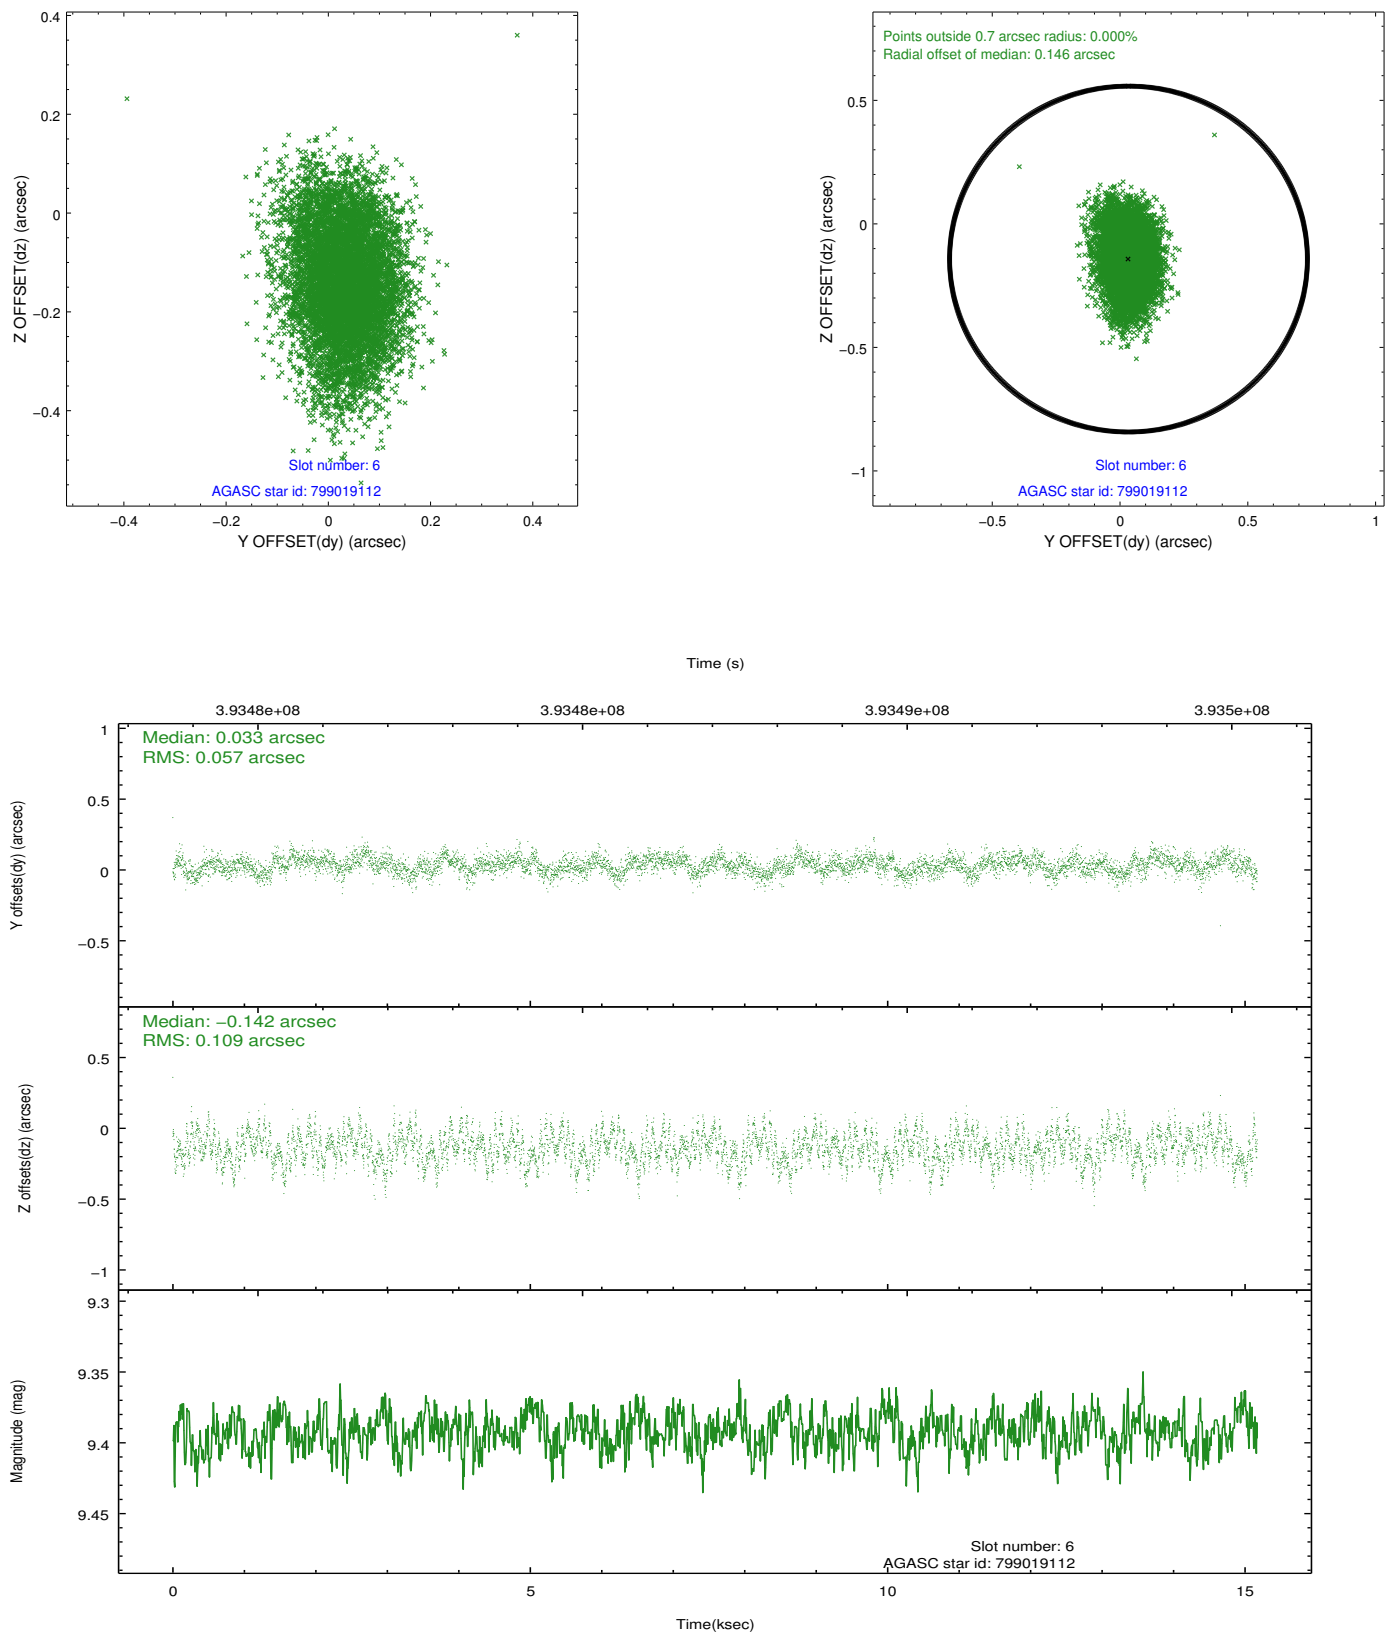 0.4
0.2
0
−0.2
−0.4
Z OFFSET(dz) (arcsec)
Slot number: 6
AGASC star id: 799019112
−0.4 −0.2 0 0.2 0.4
Y OFFSET(dy) (arcsec)
Points outside 0.7 arcsec radius: 0.000%
Radial offset of median: 0.146 arcsec
0.5
0
−0.5
−1
Z OFFSET(dz) (arcsec)
Slot number: 6
AGASC star id: 799019112
−0.5 0 0.5 1
Y OFFSET(dy) (arcsec)
Time (s)
3.9348e+08 3.9348e+08 3.9349e+08 3.935e+08
Median: 0.033 arcsec
RMS: 0.057 arcsec
1
0.5
0
−0.5
Y offsets(dy) (arcsec)
Median: −0.142 arcsec
RMS: 0.109 arcsec
0.5
0
−0.5
−1
Z offsets(dz) (arcsec)
9.3
9.35
9.4
9.45
Magnitude (mag)
Slot number: 6
AGASC star id: 799019112
0 5 10 15
Time(ksec)